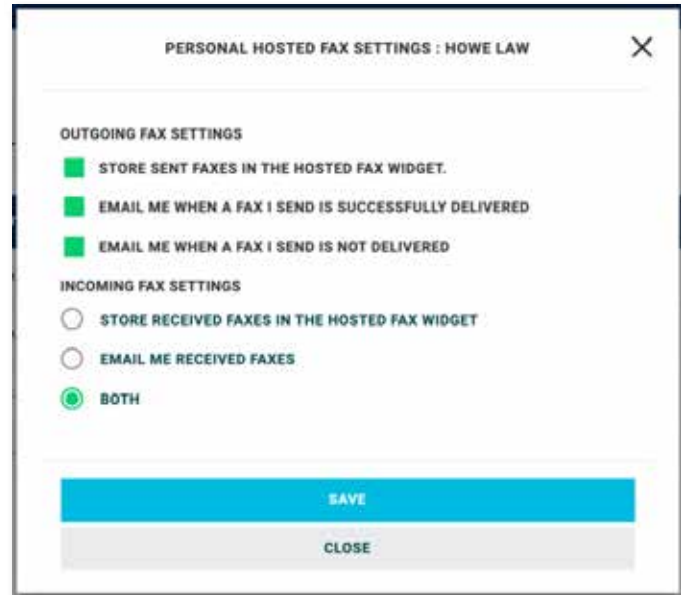 PERSONAL HOSTED FAX SETTINGS : HOWE LAW
OUTGOING FAX SETTINGS
STORE SENT FAXES IN THE HOSTED FAX WIDGET.
EMAIL ME WHEN A FAX I SEND IS SUCCESSFULLY DELIVERED
EMAIL ME WHEN A FAX I SEND IS NOT DELIVERED
INCOMING FAX SETTINGS
STORE RECEIVED FAXES IN THE HOSTED FAX WIDGET
EMAIL ME RECEIVED FAXES
BOTH
SAVE
CLOSE